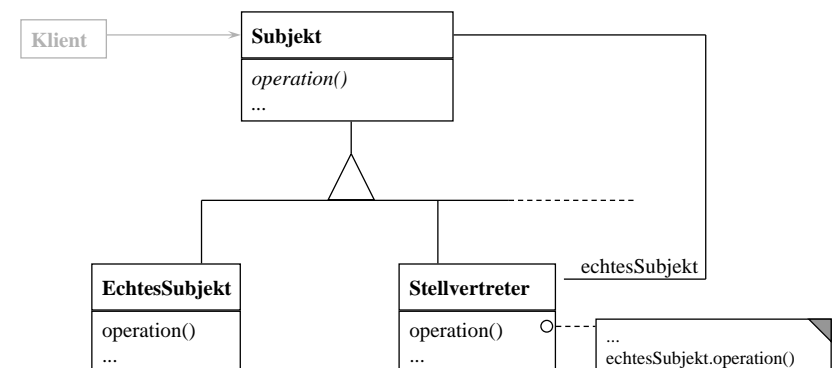 Klient
Subjekt
operation()
...
echtesSubjekt
EchtesSubjekt
operation()
...
Stellvertreter
operation()
...
...
echtesSubjekt.operation()